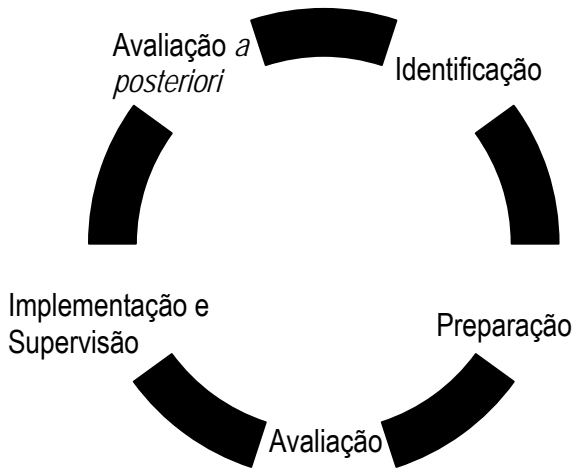 Avaliação a
posteriori
Identificação
Implementação e
Supervisão
Preparação
Avaliação